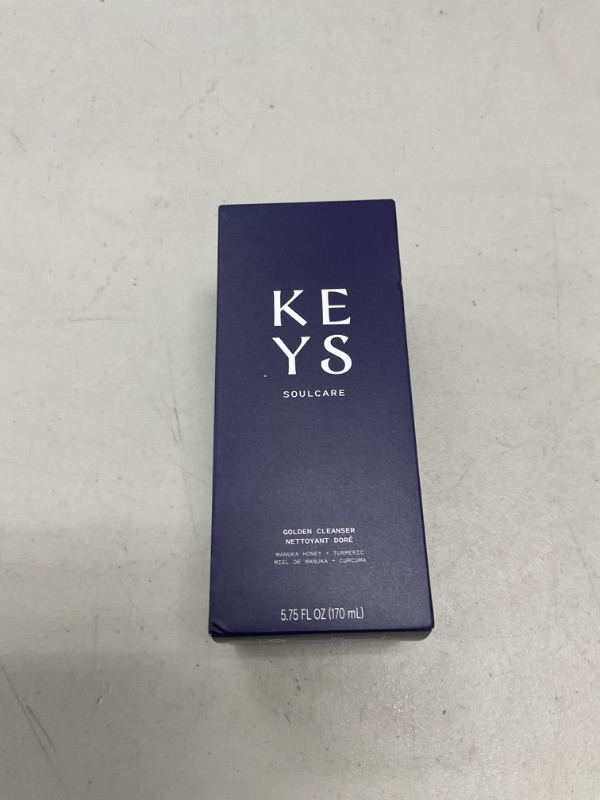 KE
YS
SOULCARE
GOLDEN CLEANSER
NETTOYANT DORÉ
MANUKA HONEY + TURMERIC
MIEL DE MANUKA + CURCUMA
5.75 FL OZ (170 mL)